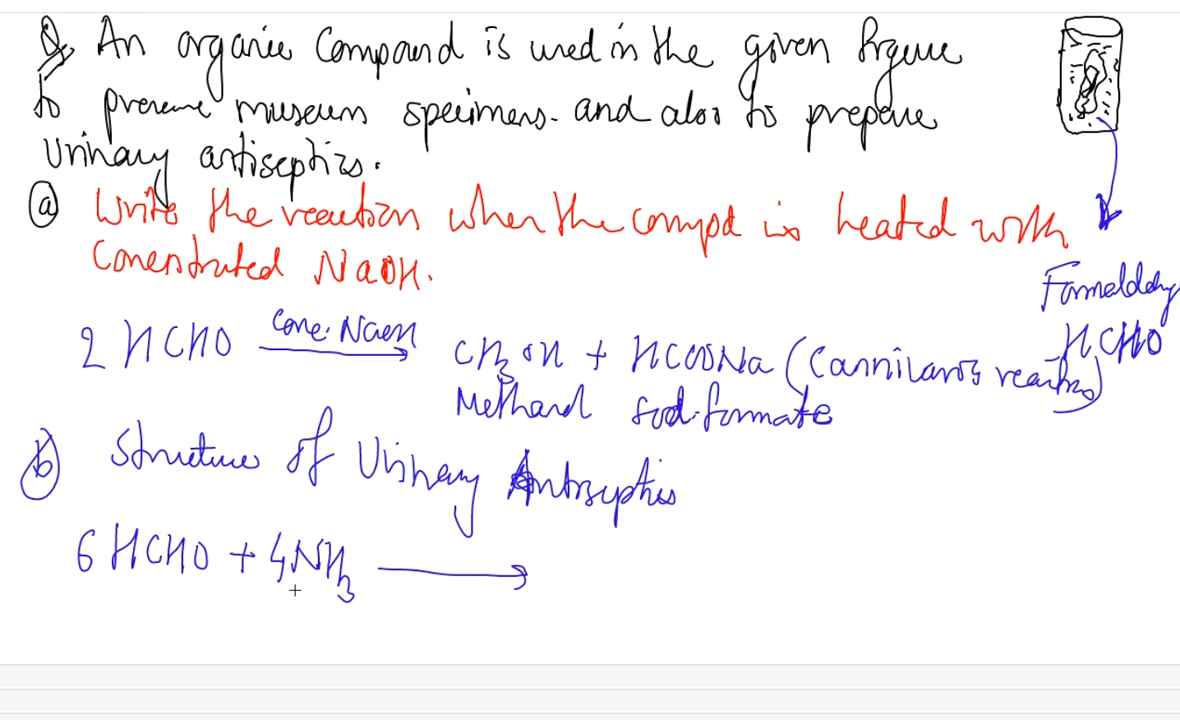 Q. An organic Compound is used in the given figure
to preserve museum specimens. and also to prepare
Urinary antiseptics.
(a) Write the reaction when the compd is heated with
Concentrated NaOH.
Formaldehy
HCHO
2 HCHO Conc. NaOH CH3OH + HCOONa (Cannizaro's reaction)
Methanol Sod. formate
(b) Structure of Urinary Antiseptics
6 HCHO + 4NH3